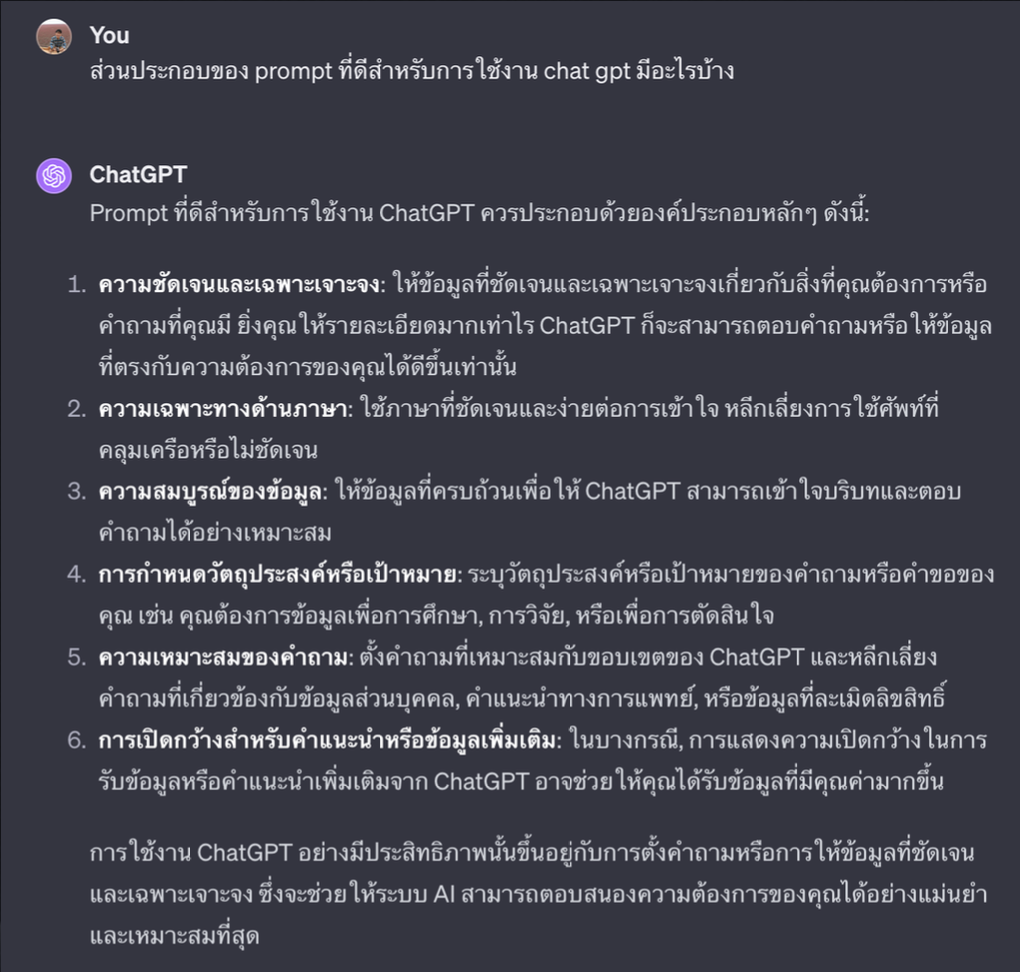 You
ส่วนประกอบของ prompt ที่ดีสำหรับการใช้งาน chat gpt มีอะไรบ้าง
ChatGPT
Prompt ที่ดีสำหรับการใช้งาน ChatGPT ควรประกอบด้วยองค์ประกอบหลักๆ ดังนี้:
1. ความชัดเจนและเฉพาะเจาะจง: ให้ข้อมูลที่ชัดเจนและเฉพาะเจาะจงเกี่ยวกับสิ่งที่คุณต้องการหรือ
คำถามที่คุณมี ยิ่งคุณให้รายละเอียดมากเท่าไร ChatGPT ก็จะสามารถตอบคำถามหรือให้ข้อมูล
ที่ตรงกับความต้องการของคุณได้ดีขึ้นเท่านั้น
2. ความเฉพาะทางด้านภาษา: ใช้ภาษาที่ชัดเจนและง่ายต่อการเข้าใจ หลีกเลี่ยงการใช้ศัพท์ที่
คลุมเครือหรือไม่ชัดเจน
3. ความสมบูรณ์ของข้อมูล: ให้ข้อมูลที่ครบถ้วนเพื่อให้ ChatGPT สามารถเข้าใจบริบทและตอบ
คำถามได้อย่างเหมาะสม
4. การกำหนดวัตถุประสงค์หรือเป้าหมาย: ระบุวัตถุประสงค์หรือเป้าหมายของคำถามหรือคำขอของ
คุณ เช่น คุณต้องการข้อมูลเพื่อการศึกษา, การวิจัย, หรือเพื่อการตัดสินใจ
5. ความเหมาะสมของคำถาม: ตั้งคำถามที่เหมาะสมกับขอบเขตของ ChatGPT และหลีกเลี่ยง
คำถามที่เกี่ยวข้องกับข้อมูลส่วนบุคคล, คำแนะนำทางการแพทย์, หรือข้อมูลที่ละเมิดลิขสิทธิ์
6. การเปิดกว้างสำหรับคำแนะนำหรือข้อมูลเพิ่มเติม: ในบางกรณี, การแสดงความเปิดกว้างในการ
รับข้อมูลหรือคำแนะนำเพิ่มเติมจาก ChatGPT อาจช่วยให้คุณได้รับข้อมูลที่มีคุณค่ามากขึ้น
การใช้งาน ChatGPT อย่างมีประสิทธิภาพนั้นขึ้นอยู่กับการตั้งคำถามหรือการให้ข้อมูลที่ชัดเจน
และเฉพาะเจาะจง ซึ่งจะช่วยให้ระบบ AI สามารถตอบสนองความต้องการของคุณได้อย่างแม่นยำ
และเหมาะสมที่สุด